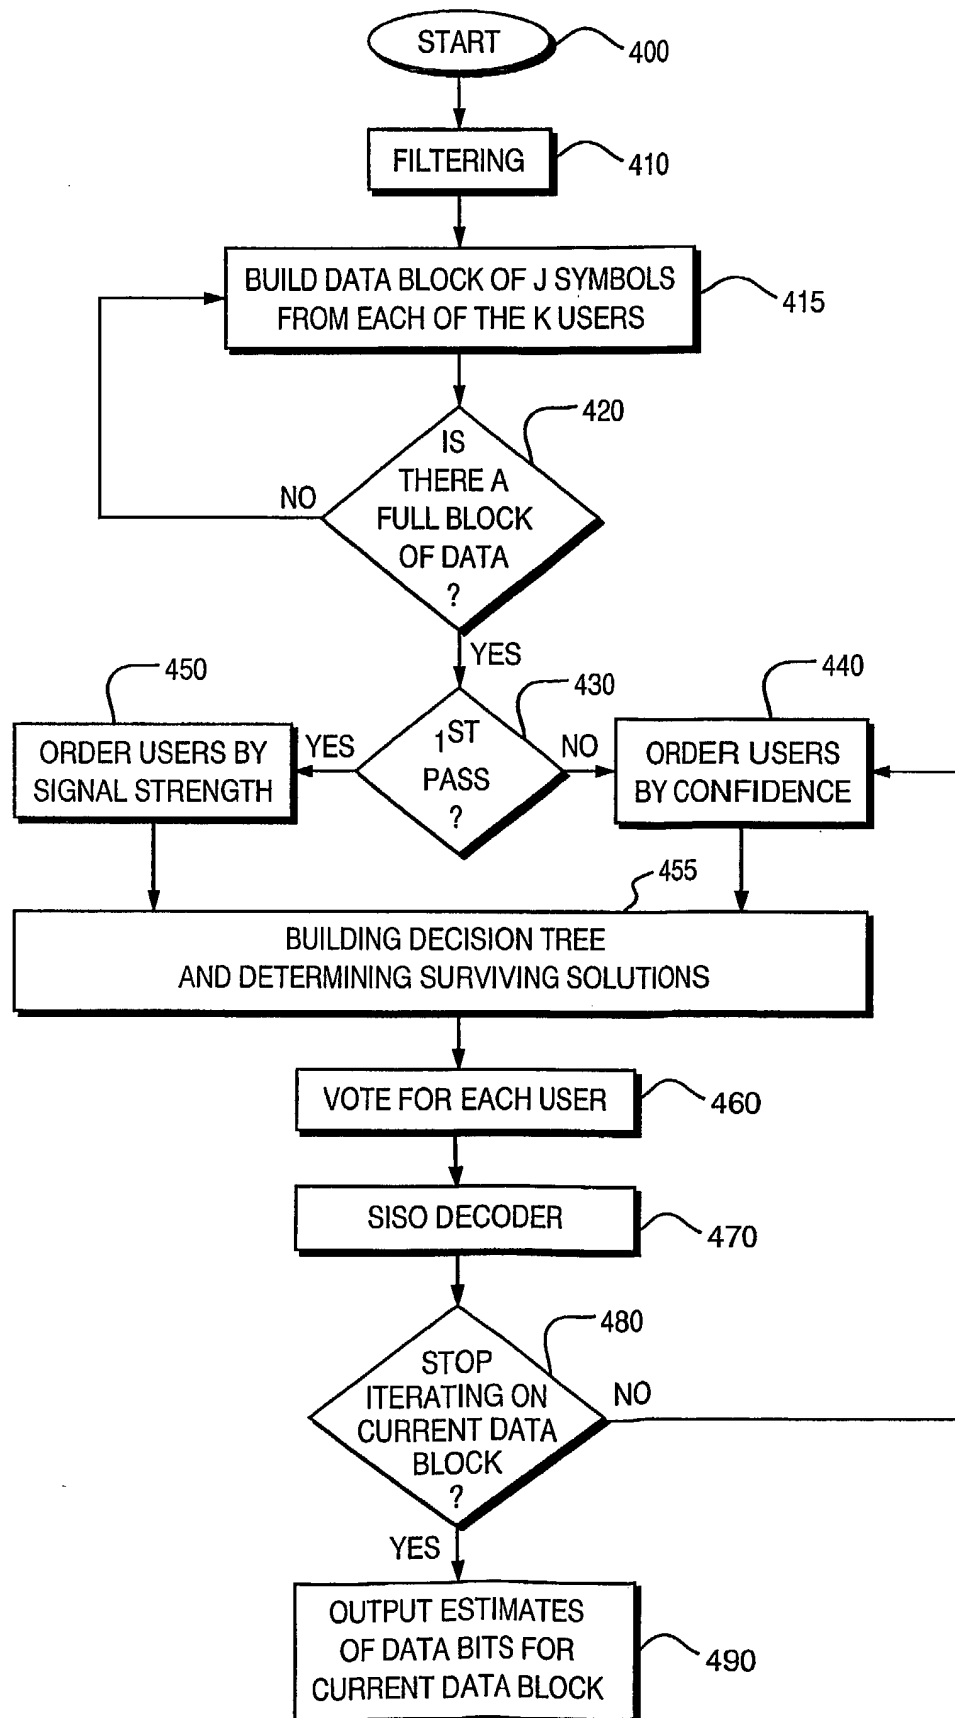 START
400
FILTERING
410
BUILD DATA BLOCK OF J SYMBOLS
FROM EACH OF THE K USERS
415
420
IS
THERE A
FULL BLOCK
OF DATA
?
NO
YES
450
430
440
ORDER USERS BY
SIGNAL STRENGTH
YES
1ST
PASS
?
NO
ORDER USERS
BY CONFIDENCE
455
BUILDING DECISION TREE
AND DETERMINING SURVIVING SOLUTIONS
VOTE FOR EACH USER
460
SISO DECODER
470
480
STOP
ITERATING ON
CURRENT DATA
BLOCK
?
NO
YES
OUTPUT ESTIMATES
OF DATA BITS FOR
CURRENT DATA BLOCK
490